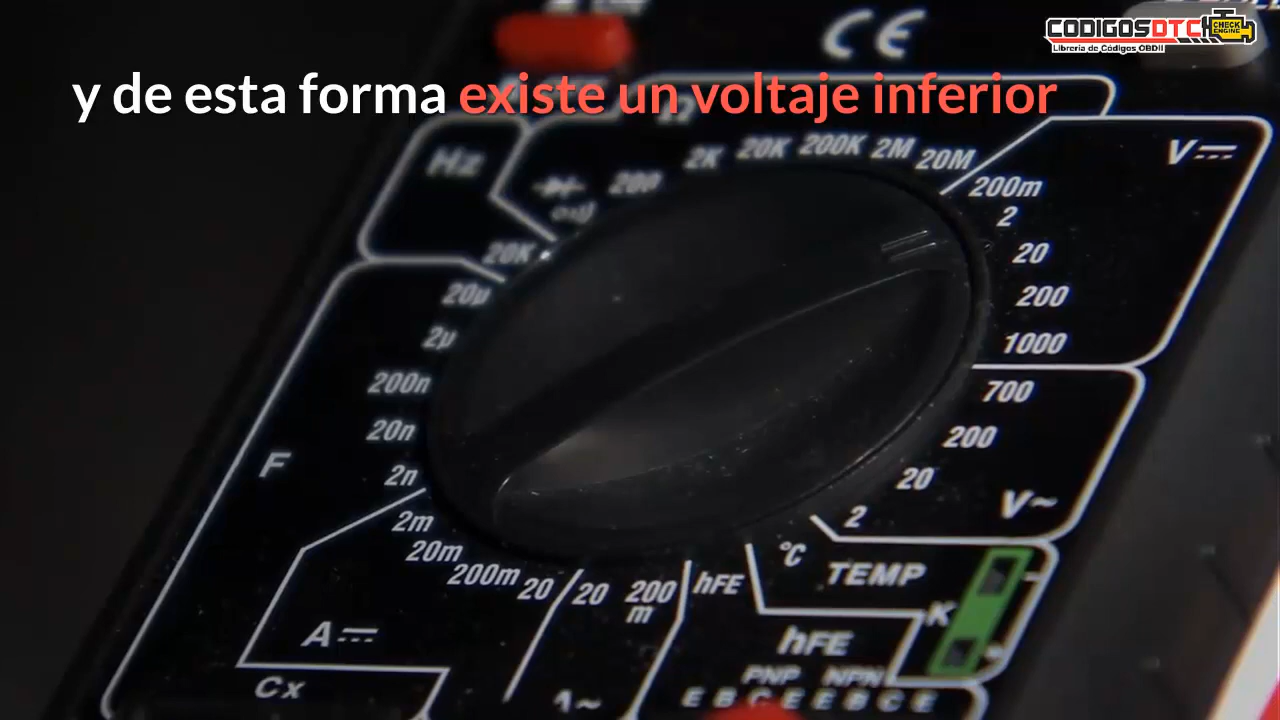 CE
CODIGOSDTC CHECK ENGINE
Librería de Códigos OBDII
y de esta forma existe un voltaje inferior
Hz
200
2K
20K
200K
2M
20M
V
200m
2
20
200
1000
20K
20µ
2µ
200n
20n
2n
F
700
200
20
2
V~
2m
20m
200m
20
20
200
m
hFE
°C
TEMP
K
A
hFE
Cx
PNP NPN
A~
E B C E E B C E